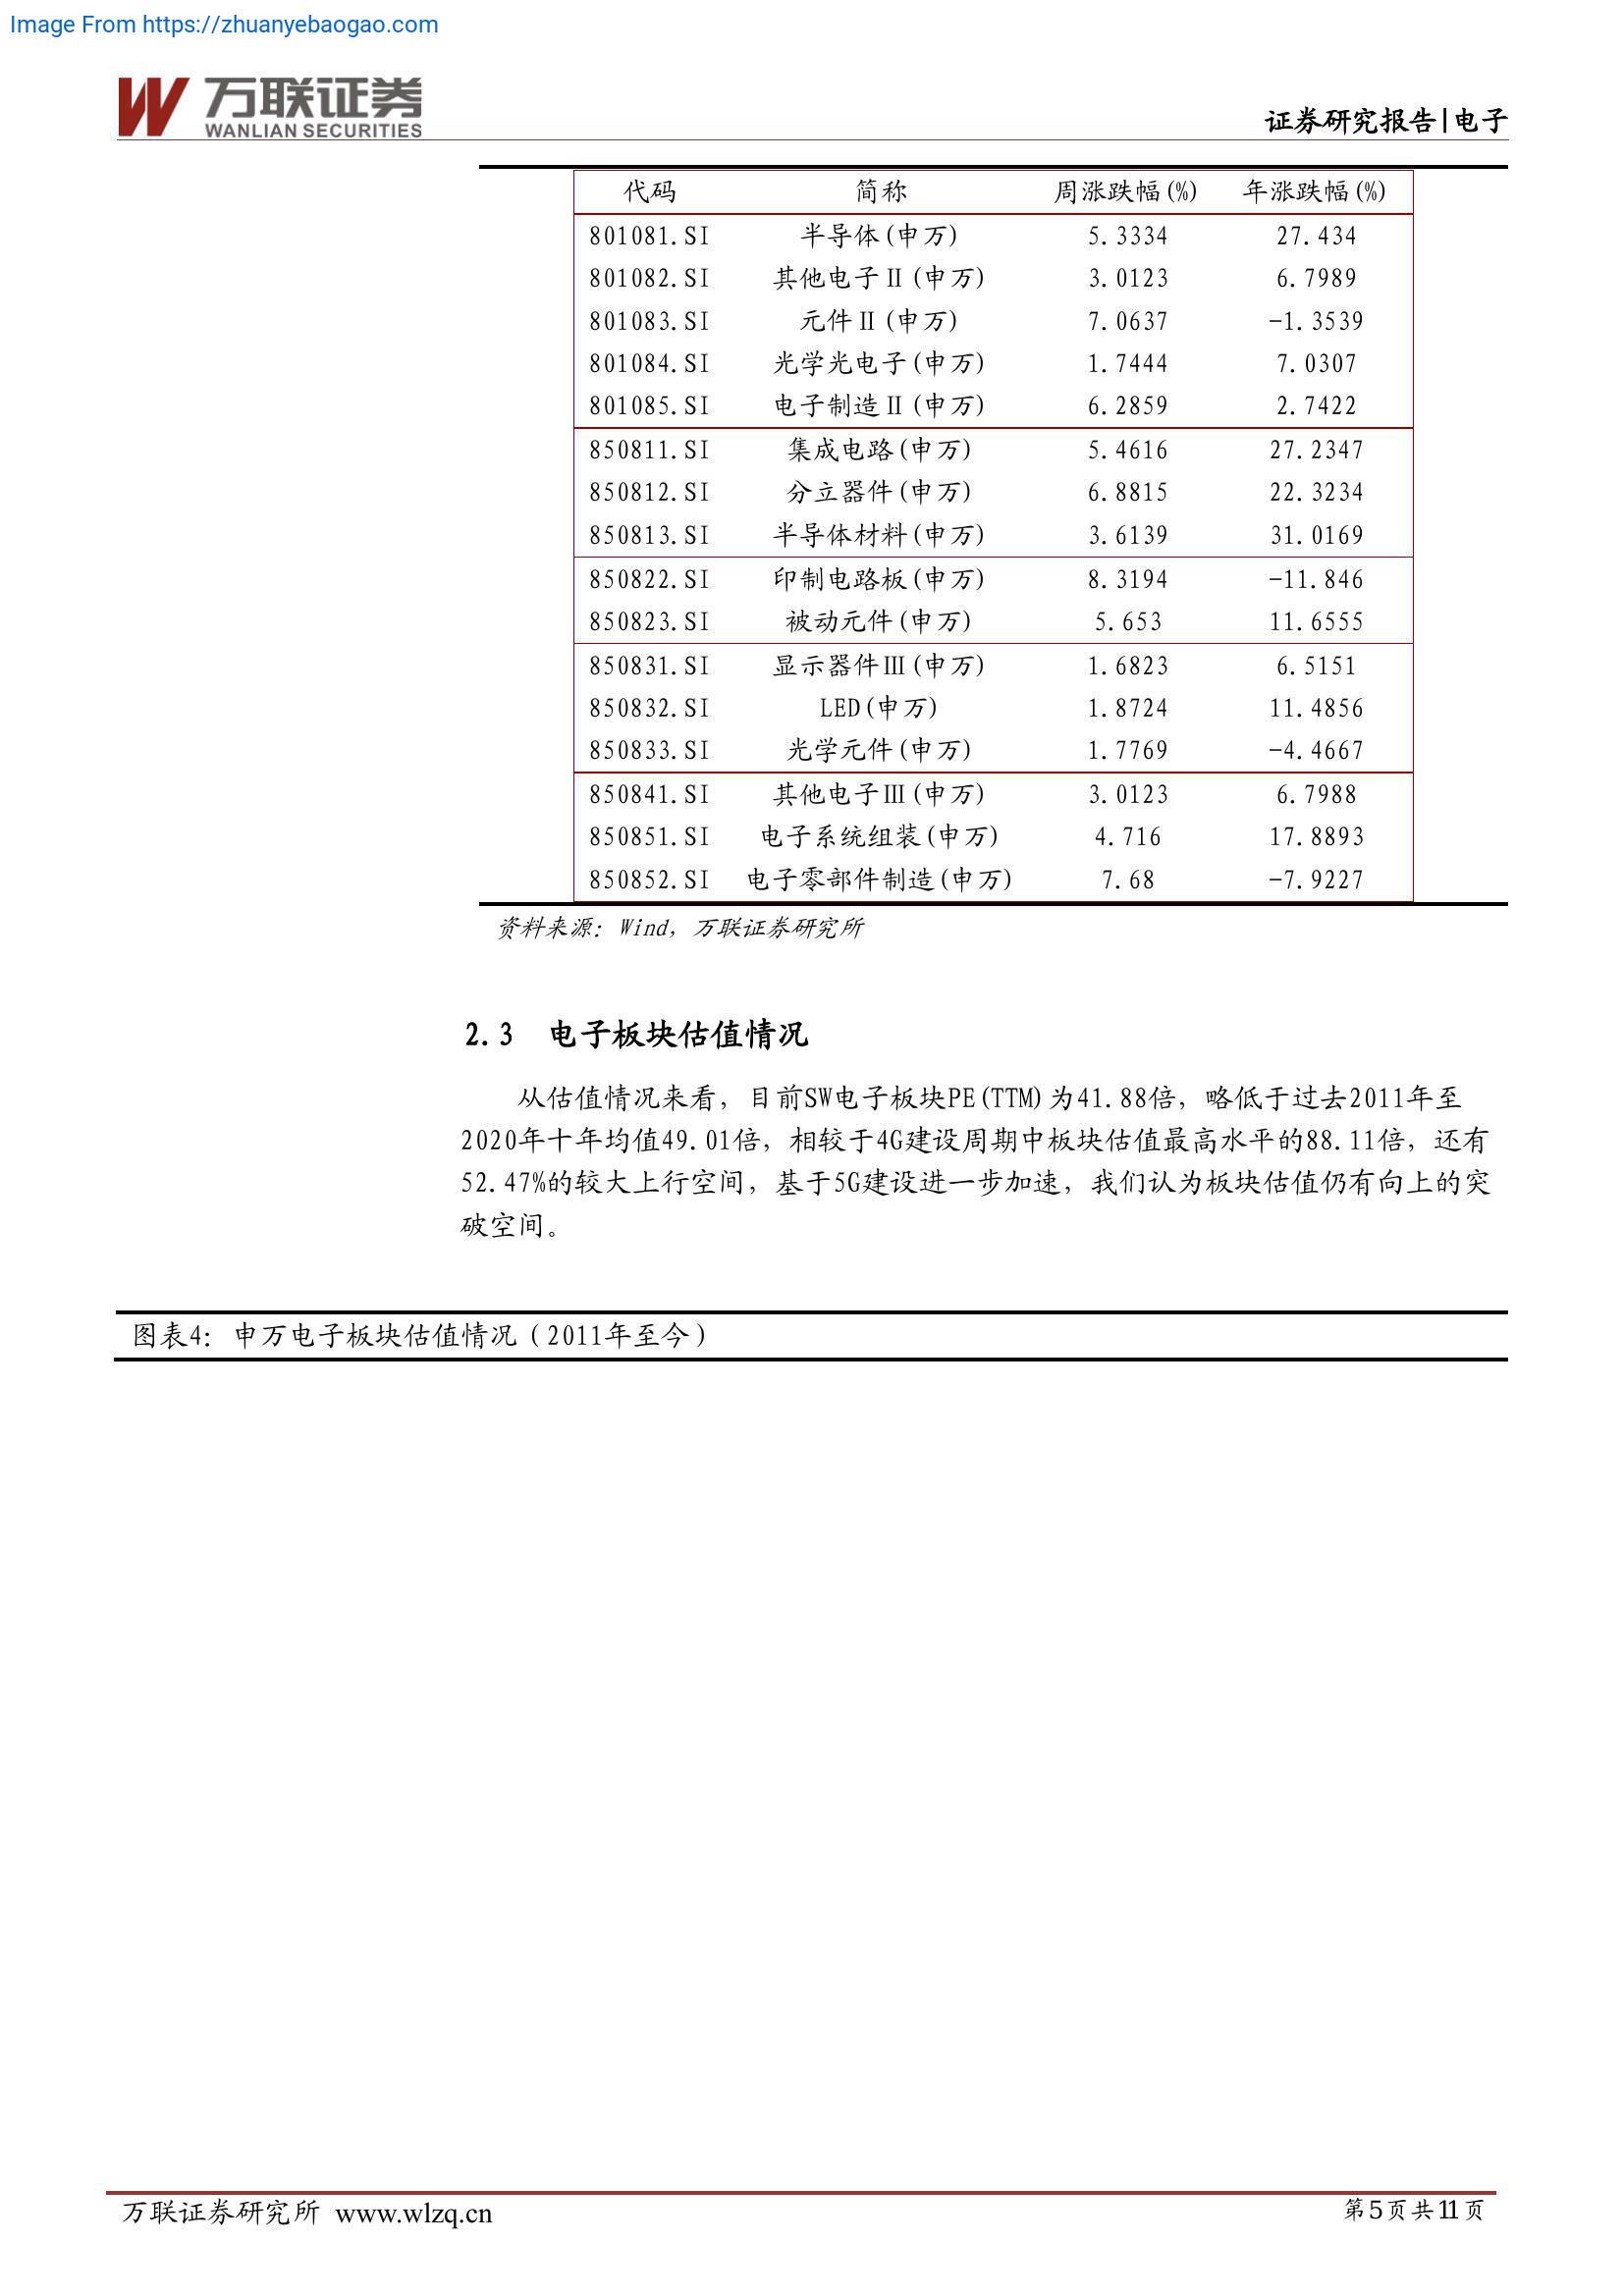 Image From https://zhuanyebaogao.com
万联证券
WANLIAN SECURITIES
证券研究报告|电子
代码 简称 周涨跌幅(%) 年涨跌幅(%)
801081.SI 半导体(申万) 5.3334 27.434
801082.SI 其他电子Ⅱ(申万) 3.0123 6.7989
801083.SI 元件Ⅱ(申万) 7.0637 -1.3539
801084.SI 光学光电子(申万) 1.7444 7.0307
801085.SI 电子制造Ⅱ(申万) 6.2859 2.7422
850811.SI 集成电路(申万) 5.4616 27.2347
850812.SI 分立器件(申万) 6.8815 22.3234
850813.SI 半导体材料(申万) 3.6139 31.0169
850822.SI 印制电路板(申万) 8.3194 -11.846
850823.SI 被动元件(申万) 5.653 11.6555
850831.SI 显示器件Ⅲ(申万) 1.6823 6.5151
850832.SI LED(申万) 1.8724 11.4856
850833.SI 光学元件(申万) 1.7769 -4.4667
850841.SI 其他电子Ⅲ(申万) 3.0123 6.7988
850851.SI 电子系统组装(申万) 4.716 17.8893
850852.SI 电子零部件制造(申万) 7.68 -7.9227
资料来源：Wind，万联证券研究所
2.3 电子板块估值情况
从估值情况来看，目前SW电子板块PE(TTM)为41.88倍，略低于过去2011年至
2020年十年均值49.01倍，相较于4G建设周期中板块估值最高水平的88.11倍，还有
52.47%的较大上行空间，基于5G建设进一步加速，我们认为板块估值仍有向上的突
破空间。
图表4：申万电子板块估值情况（2011年至今）
万联证券研究所 www.wlzq.cn
第5页共11页